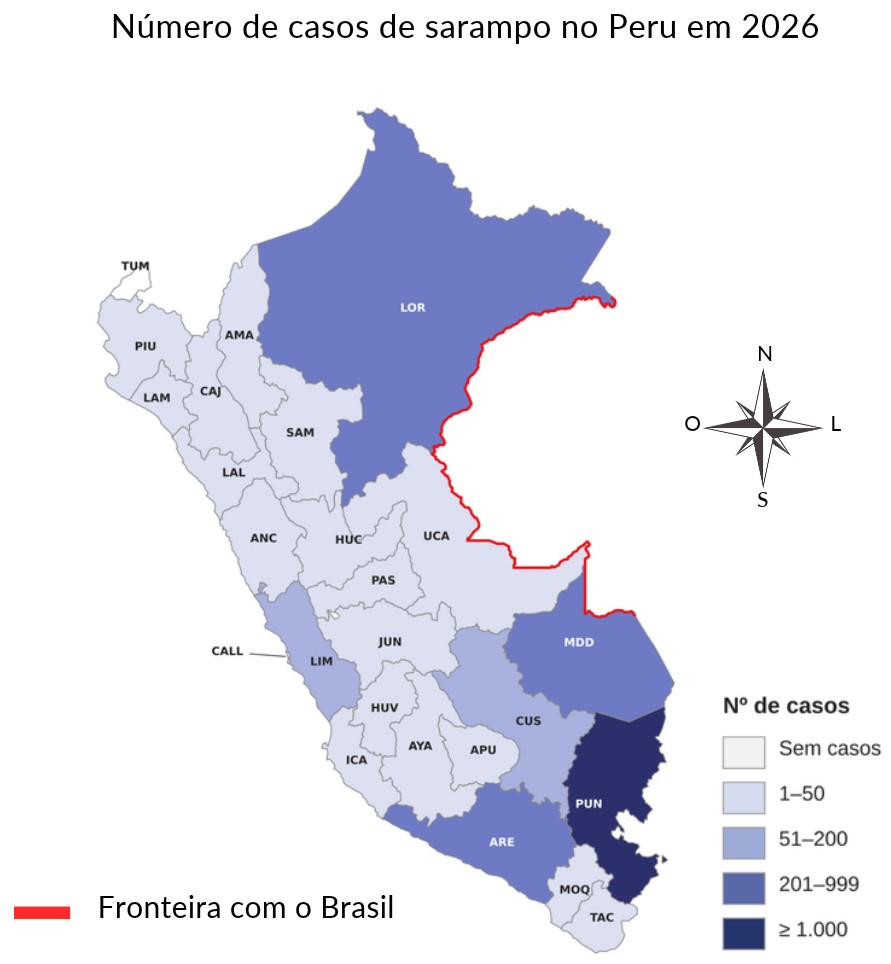 Número de casos de sarampo no Peru em 2026
TUM
LOR
AMA
PIU
CAJ
LAM
SAM
LAL
ANC
HUC
UCA
PAS
JUN
MDD
CALL
LIM
HUV
CUS
AYA
APU
ICA
PUN
ARE
MOQ
TAC
N
O
L
S
Nº de casos
Sem casos
1–50
51–200
201–999
≥ 1.000
Fronteira com o Brasil